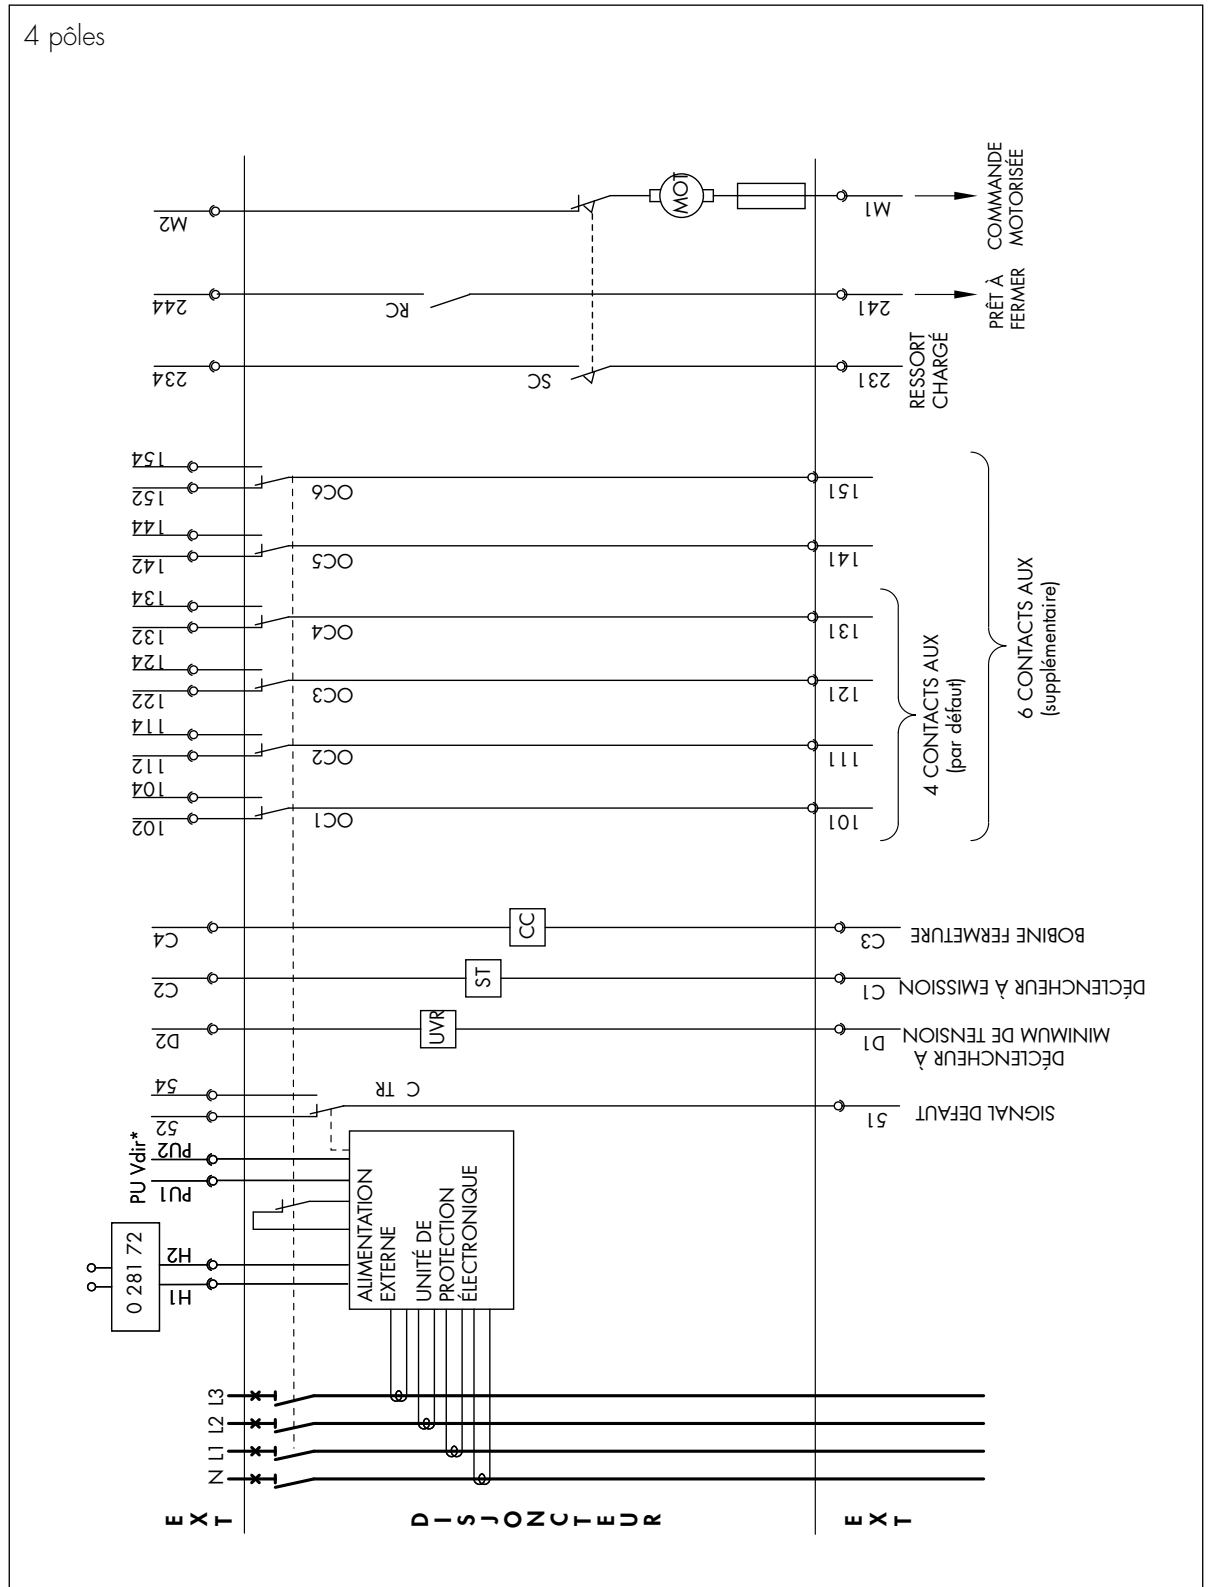 4 pôles
M2
MOT
M1
COMMANDE
MOTORISÉE
244
RC
241
PRÊT À
FERMER
234
SC
231
RESSORT
CHARGÉ
154
152
OC6
151
144
142
OC5
141
134
132
OC4
131
124
122
OC3
121
114
112
OC2
111
104
102
OC1
101
4 CONTACTS AUX
(par défaut)
6 CONTACTS AUX
(supplémentaire)
C4
CC
C3
BOBINE FERMETURE
C2
ST
C1
DÉCLENCHEUR À EMISSION
D2
UVR
D1
DÉCLENCHEUR À
MINIMUM DE TENSION
54
52
C TR
51
SIGNAL DEFAUT
PU Vdir*
PU2
PU1
0 281 72
H2
H1
ALIMENTATION
EXTERNE
UNITÉ DE
PROTECTION
ÉLECTRONIQUE
L3
L2
L1
N
EXT
DISJONCTEUR
EXT